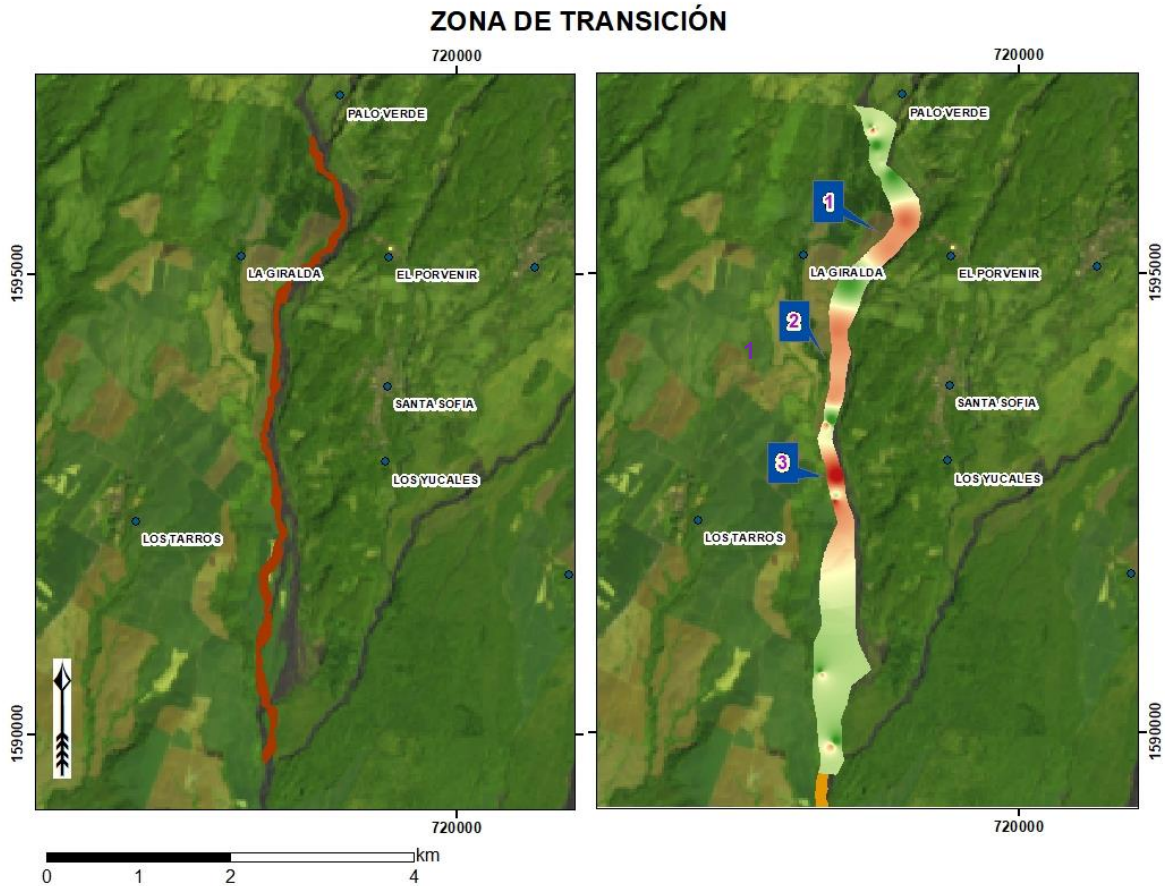 ZONA DE TRANSICIÓN
720000
720000
PALO VERDE
PALO VERDE
1
1595000
LA GIRALDA
EL PORVENIR
LA GIRALDA
EL PORVENIR
1595000
2
1
SANTA SOFIA
SANTA SOFIA
3
LOS YUCALES
LOS YUCALES
LOS TARROS
LOS TARROS
1590000
1590000
720000
720000
km
0 1 2 4